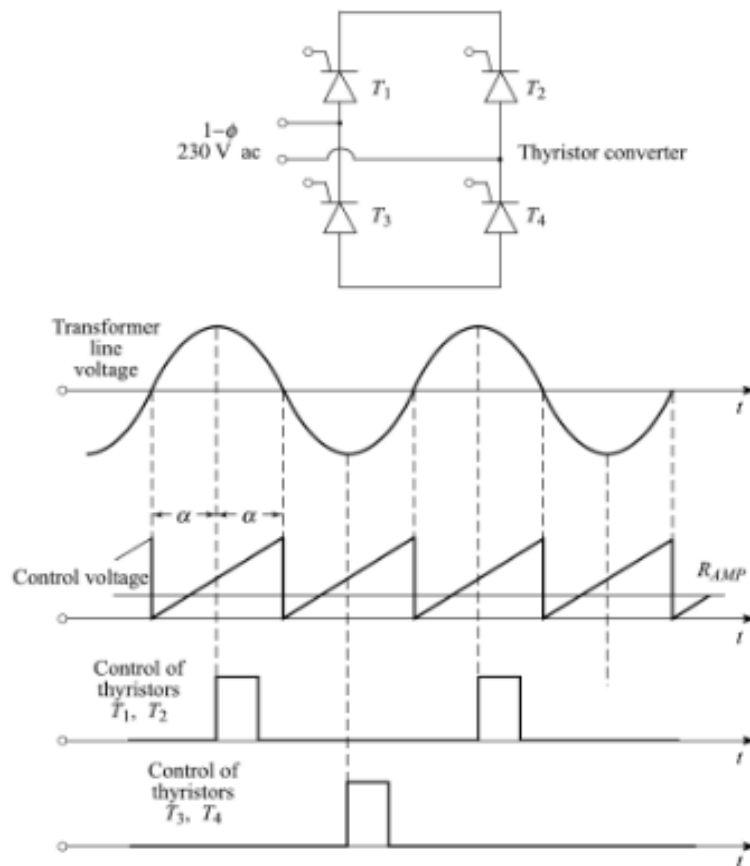 T₁
T₂
1–ϕ
230 V ac
Thyristor converter
T₃
T₄
Transformer
line
voltage
t
α
α
Control voltage
R_AMP
t
Control of
thyristors
T₁, T₂
t
Control of
thyristors
T₃, T₄
t